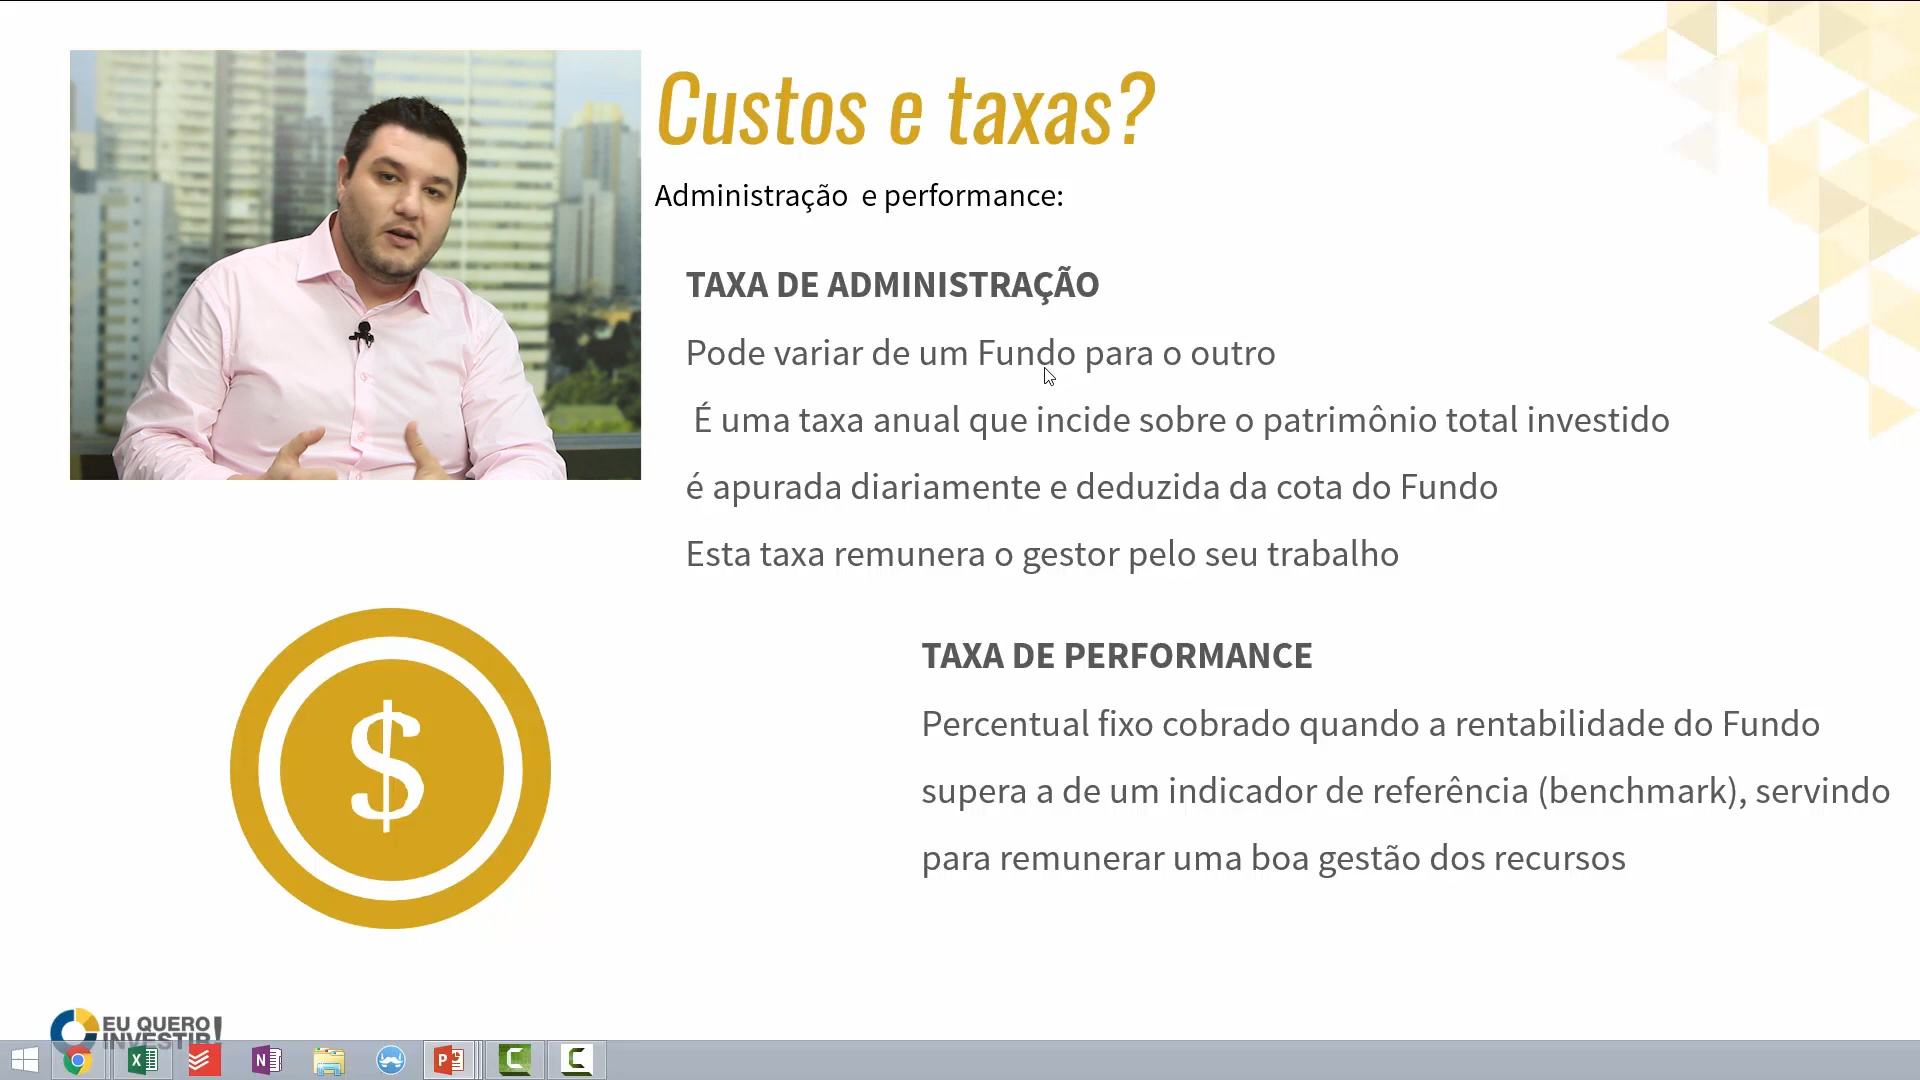 Custos e taxas?
Administração  e performance:
TAXA DE ADMINISTRAÇÃO
Pode variar de um Fundo para o outro
É uma taxa anual que incide sobre o patrimônio total investido
é apurada diariamente e deduzida da cota do Fundo
Esta taxa remunera o gestor pelo seu trabalho
$
TAXA DE PERFORMANCE
Percentual fixo cobrado quando a rentabilidade do Fundo
supera a de um indicador de referência (benchmark), servindo
para remunerar uma boa gestão dos recursos
EU QUERO
INVESTIR!